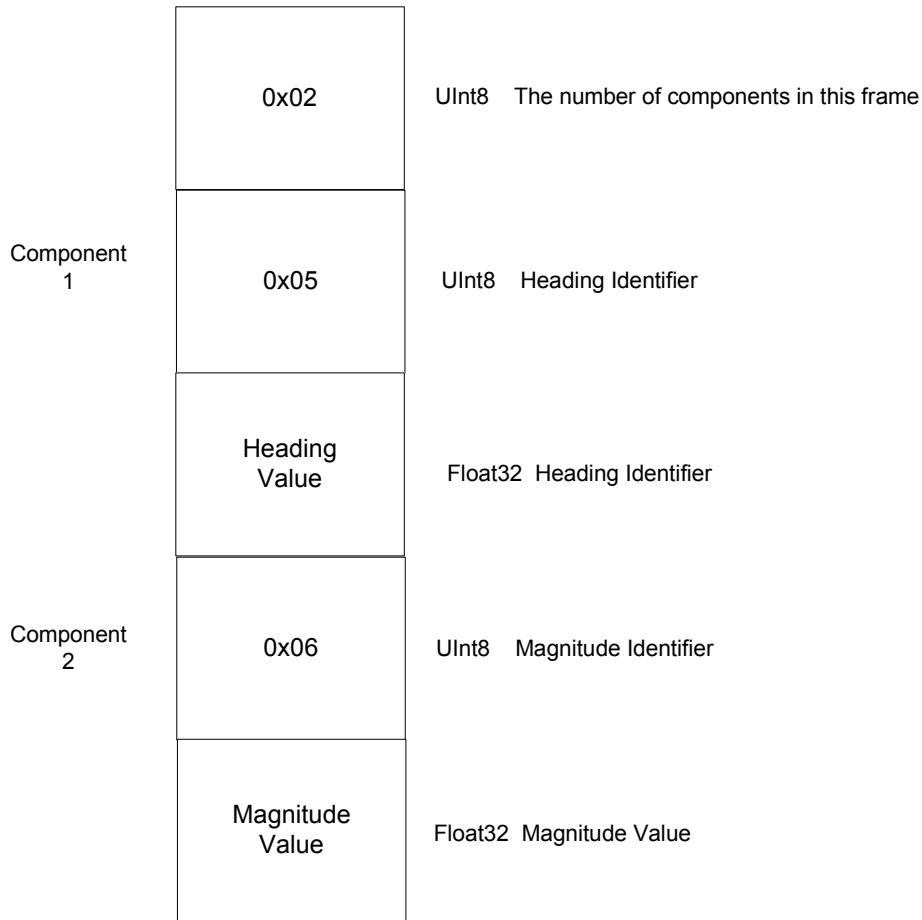 0x02
UInt8 The number of components in this frame
Component
1
0x05
UInt8 Heading Identifier
Heading
Value
Float32 Heading Identifier
Component
2
0x06
UInt8 Magnitude Identifier
Magnitude
Value
Float32 Magnitude Value